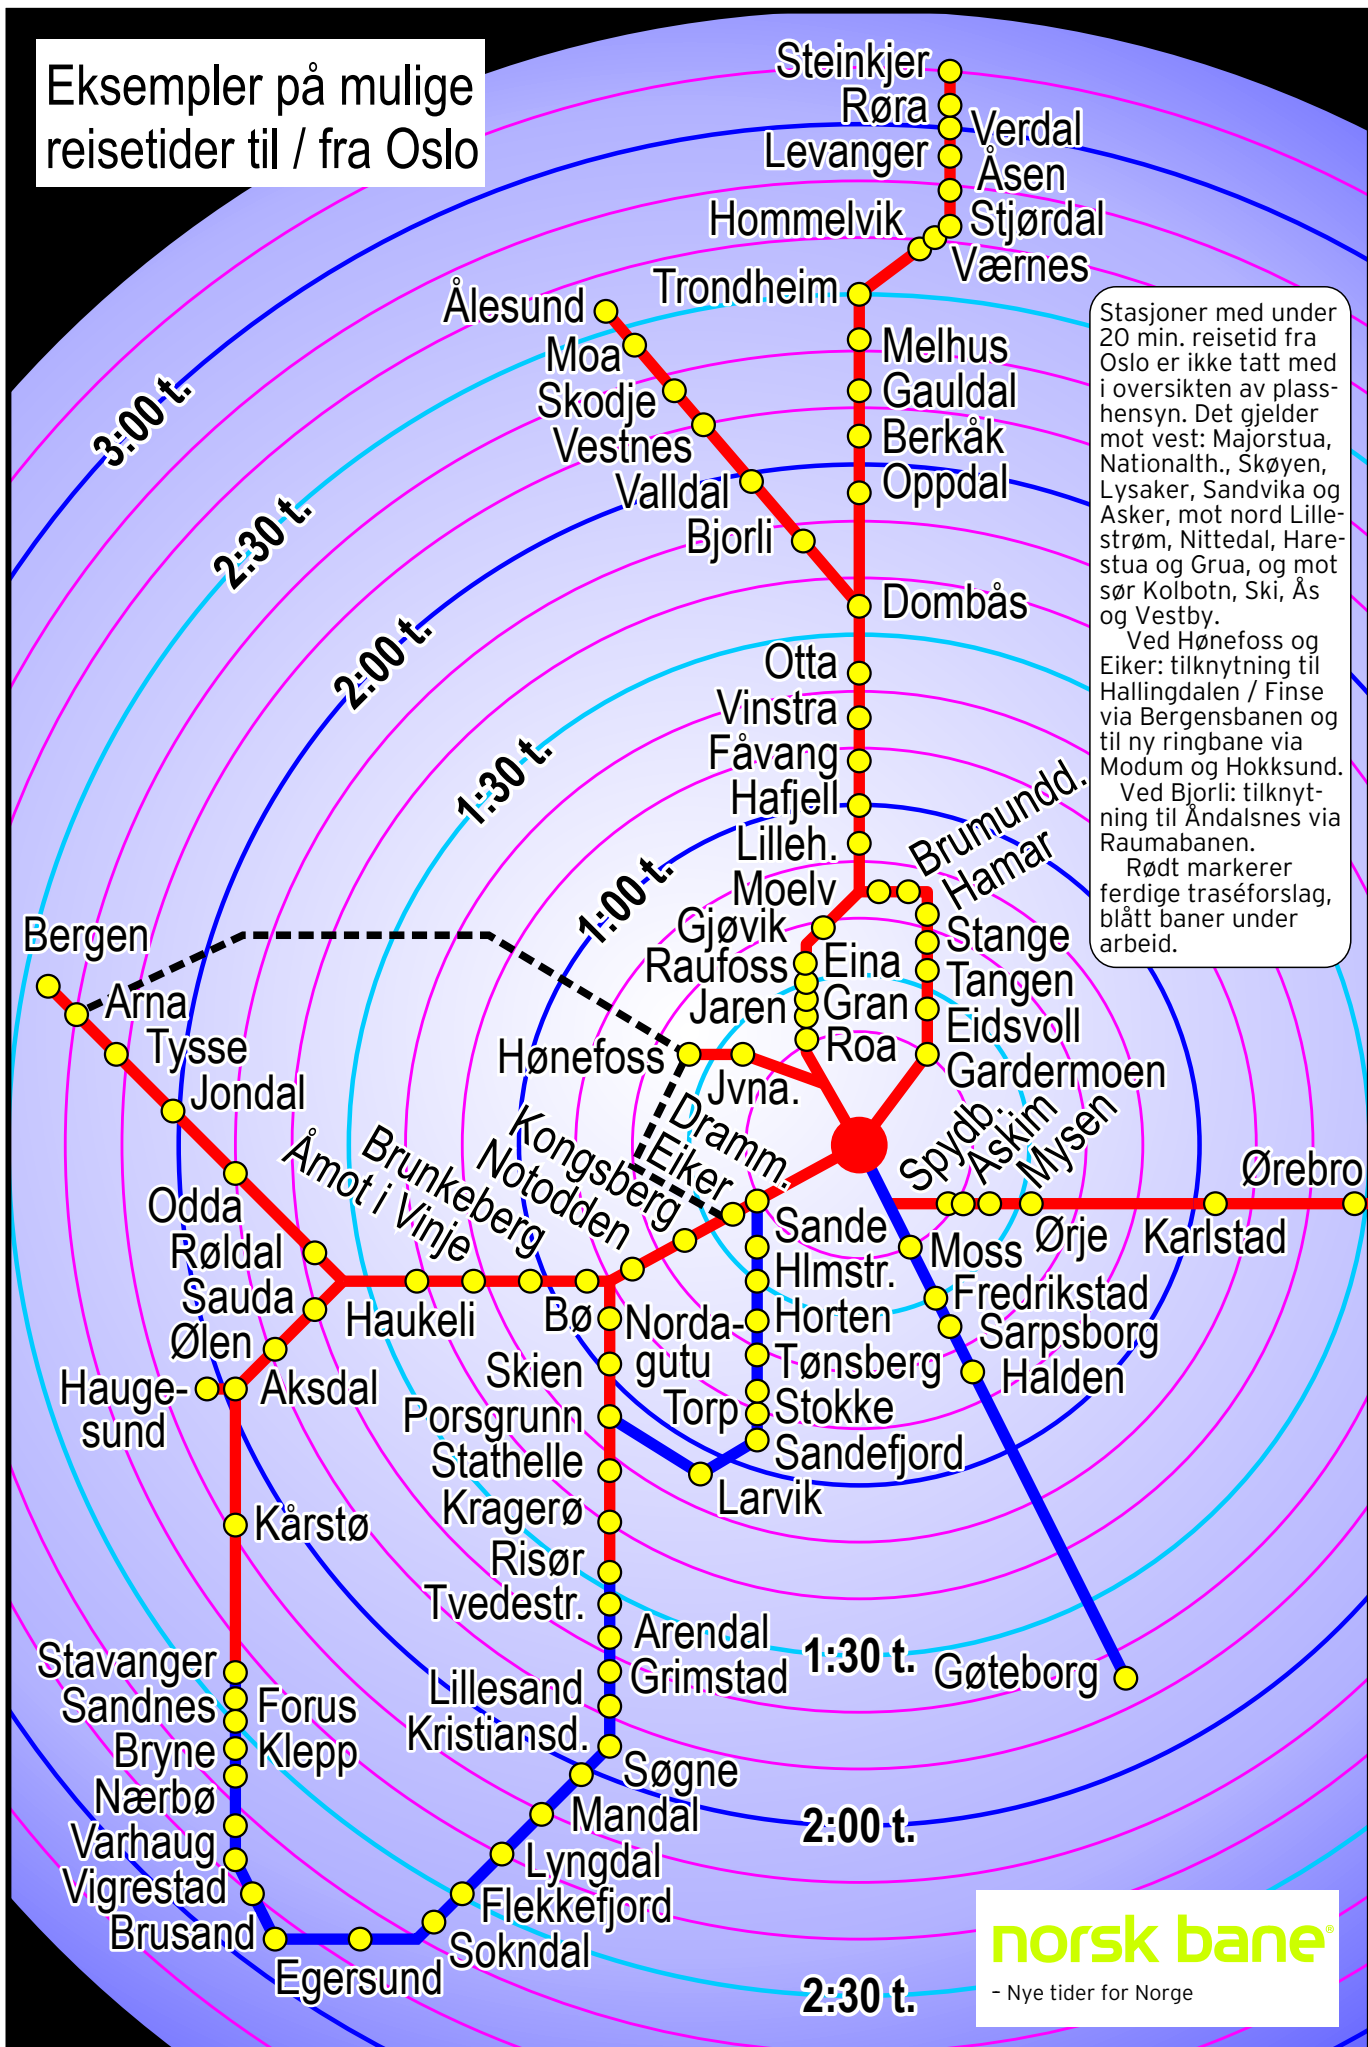 Eksempler på mulige
reisetider til / fra Oslo
Steinkjer
Røra
Verdal
Levanger
Åsen
Hommelvik
Stjørdal
Værnes
Trondheim
Ålesund
Moa
Melhus
Skodje
Gauldal
Vestnes
Berkåk
Valldal
Oppdal
Bjorli
Dombås
3:00 t.
2:30 t.
2:00 t.
1:30 t.
1:00 t.
Stasjoner med under
20 min. reisetid fra
Oslo er ikke tatt med
i oversikten av plass-
hensyn. Det gjelder
mot vest: Majorstua,
Nationalth., Skøyen,
Lysaker, Sandvika og
Asker, mot nord Lille-
strøm, Nittedal, Hare-
stua og Grua, og mot
sør Kolbotn, Ski, Ås
og Vestby.
Ved Hønefoss og
Eiker: tilknytning til
Hallingdalen / Finse
via Bergensbanen og
til ny ringbane via
Modum og Hokksund.
Ved Bjorli: tilknyt-
ning til Åndalsnes via
Raumabanen.
Rødt markerer
ferdige traséforslag,
blått baner under
arbeid.
Otta
Vinstra
Fåvang
Hafjell
Lilleh.
Brumundd.
Moelv
Hamar
Gjøvik
Stange
Raufoss
Eina
Tangen
Jaren
Gran
Eidsvoll
Roa
Gardermoen
Hønefoss
Jvna.
Bergen
Arna
Tysse
Jondal
Odda
Røldal
Sauda
Ølen
Hauge-
sund
Aksdal
Haukeli
Åmot i Vinje
Brunkeberg
Bø
Notodden
Kongsberg
Eiker
Dramm.
Spydb.
Askim
Mysen
Ørje
Karlstad
Ørebro
Sande
Hlmstr.
Horten
Tønsberg
Torp
Stokke
Sandefjord
Larvik
Moss
Fredrikstad
Sarpsborg
Halden
Gøteborg
Norda-
gutu
Skien
Porsgrunn
Stathelle
Kragerø
Risør
Tvedestr.
Arendal
Grimstad
Lillesand
Kristiansd.
Søgne
Mandal
Lyngdal
Flekkefjord
Sokndal
Egersund
Kårstø
Stavanger
Sandnes
Forus
Bryne
Klepp
Nærbø
Varhaug
Vigrestad
Brusand
1:30 t.
2:00 t.
2:30 t.
norsk bane®
– Nye tider for Norge